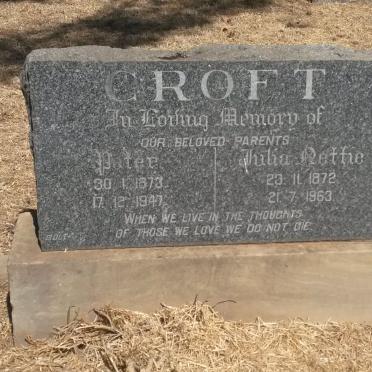 CROFT
In Loving Memory of
OUR BELOVED PARENTS
Peter Julia Nettie
30·1·1873 23·11·1872
17·12·1947 21·7·1963
WHEN WE LIVE IN THE THOUGHTS
OF THOSE WE LOVE WE DO NOT DIE